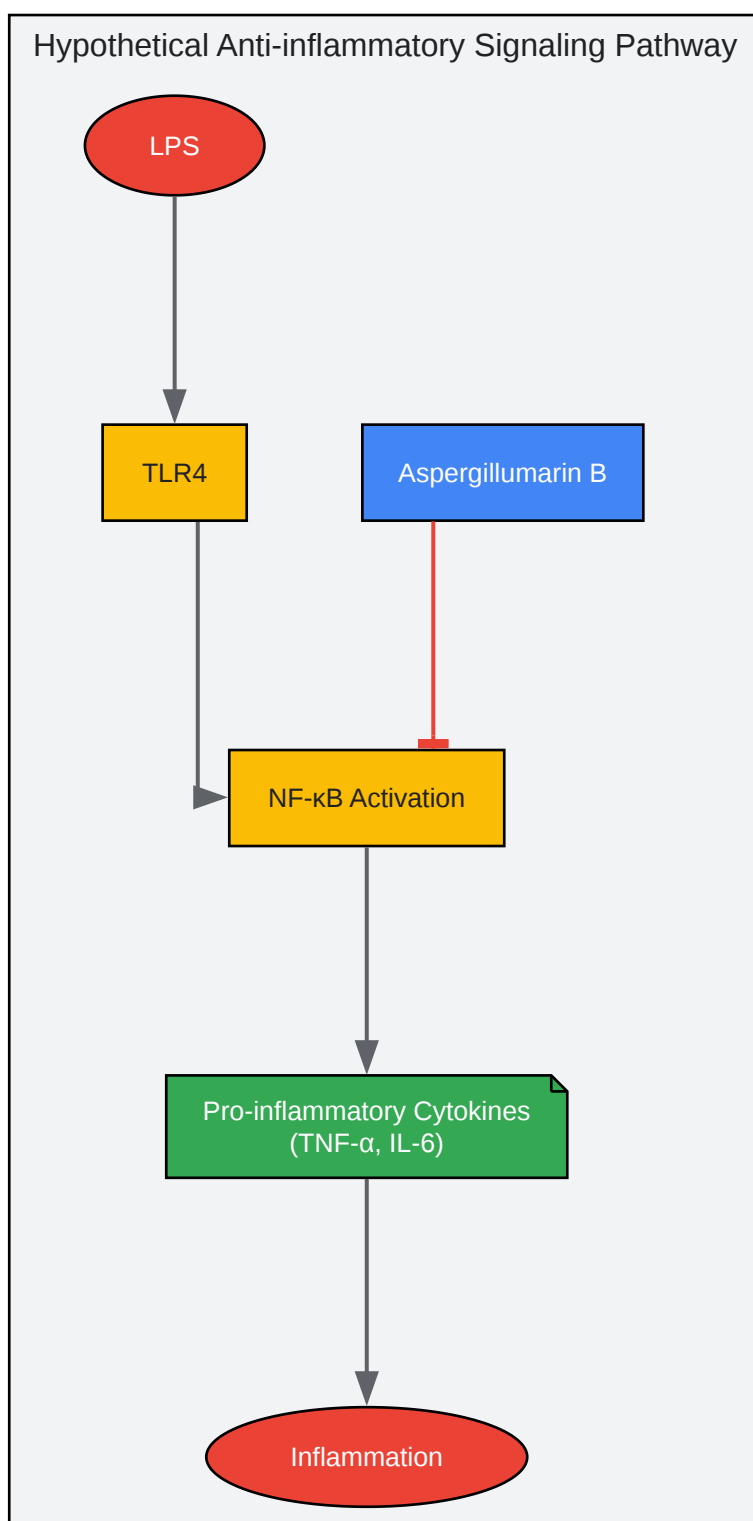 Hypothetical Anti-inflammatory Signaling Pathway
LPS
TLR4
Aspergillumarin B
NF-κB Activation
Pro-inflammatory Cytokines
(TNF-α, IL-6)
Inflammation